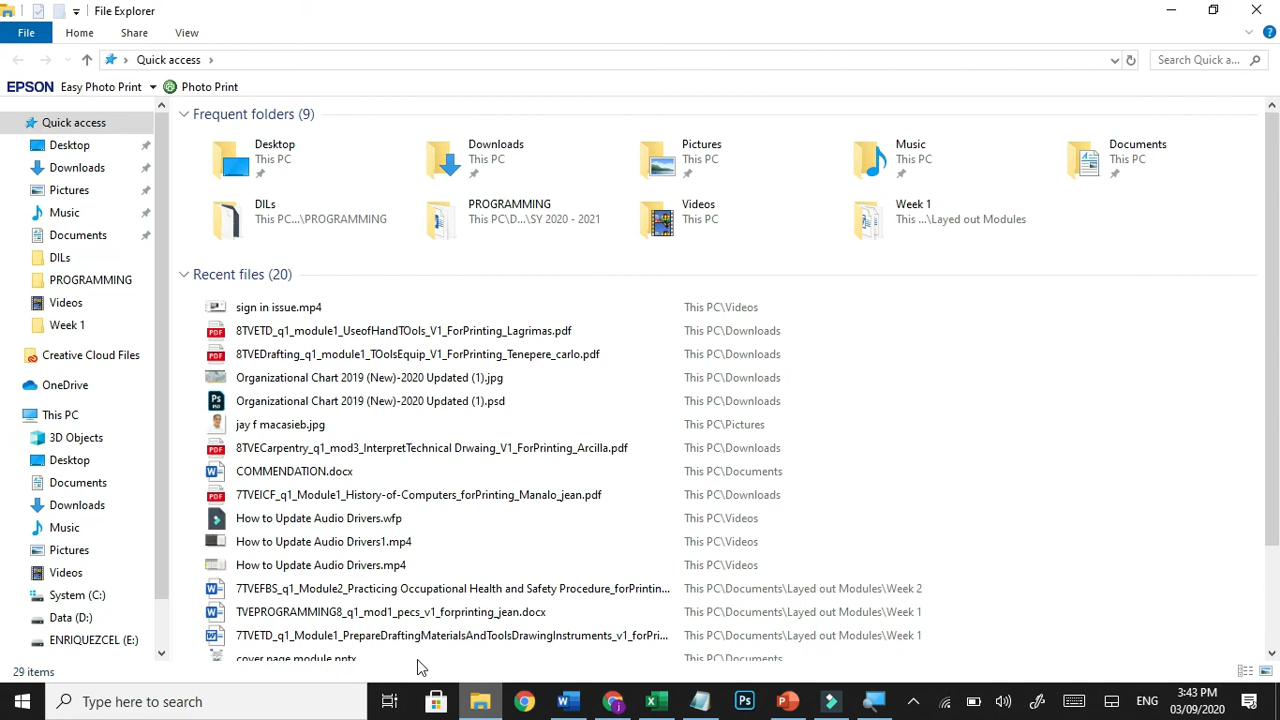 File Explorer
File Home Share View
Quick access
Search Quick a...
EPSON Easy Photo Print Photo Print
Quick access
Desktop
Downloads
Pictures
Music
Documents
DILs
PROGRAMMING
Videos
Week 1
Creative Cloud Files
OneDrive
This PC
3D Objects
Desktop
Documents
Downloads
Music
Pictures
Videos
System (C:)
Data (D:)
ENRIQUEZCEL (E:)
Frequent folders (9)
Desktop
This PC
Downloads
This PC
Pictures
This PC
Music
This PC
Documents
This PC
DILs
This PC...\PROGRAMMING
PROGRAMMING
This PC\D...\SY 2020 - 2021
Videos
This PC
Week 1
This ...\Layed out Modules
Recent files (20)
sign in issue.mp4 This PC\Videos
8TVETD_q1_module1_UseofHandTOols_V1_ForPrinting_Lagrimas.pdf This PC\Downloads
8TVEDrafting_q1_module1_TOolsEquip_V1_ForPrinting_Tenepere_carlo.pdf This PC\Downloads
Organizational Chart 2019 (New)-2020 Updated (1).jpg This PC\Downloads
Organizational Chart 2019 (New)-2020 Updated (1).psd This PC\Downloads
jay f macasieb.jpg This PC\Pictures
8TVECarpentry_q1_mod3_InterpretTechnical Drwaing_V1_ForPrinting_Arcilla.pdf This PC\Downloads
COMMENDATION.docx This PC\Documents
7TVEICF_q1_Module1_History-of-Computers_forPrinting_Manalo_jean.pdf This PC\Downloads
How to Update Audio Drivers.wfp This PC\Videos
How to Update Audio Drivers1.mp4 This PC\Videos
How to Update Audio Drivers.mp4 This PC\Videos
7TVEFBS_q1_Module2_Practicing Occupational Health and Safety Procedure_forPrintin... This PC\Documents\Layed out Modules\Week 2
TVEPROGRAMMING8_q1_mod1_pecs_v1_forprinting_jean.docx This PC\Documents\Layed out Modules\Week 1
7TVETD_q1_Module1_PrepareDraftingMaterialsAndToolsDrawingInstruments_v1_forPri... This PC\Documents\Layed out Modules\Week 1
cover page module.pptx This PC\Documents
29 items
Type here to search
Ps
ENG
3:43 PM
03/09/2020